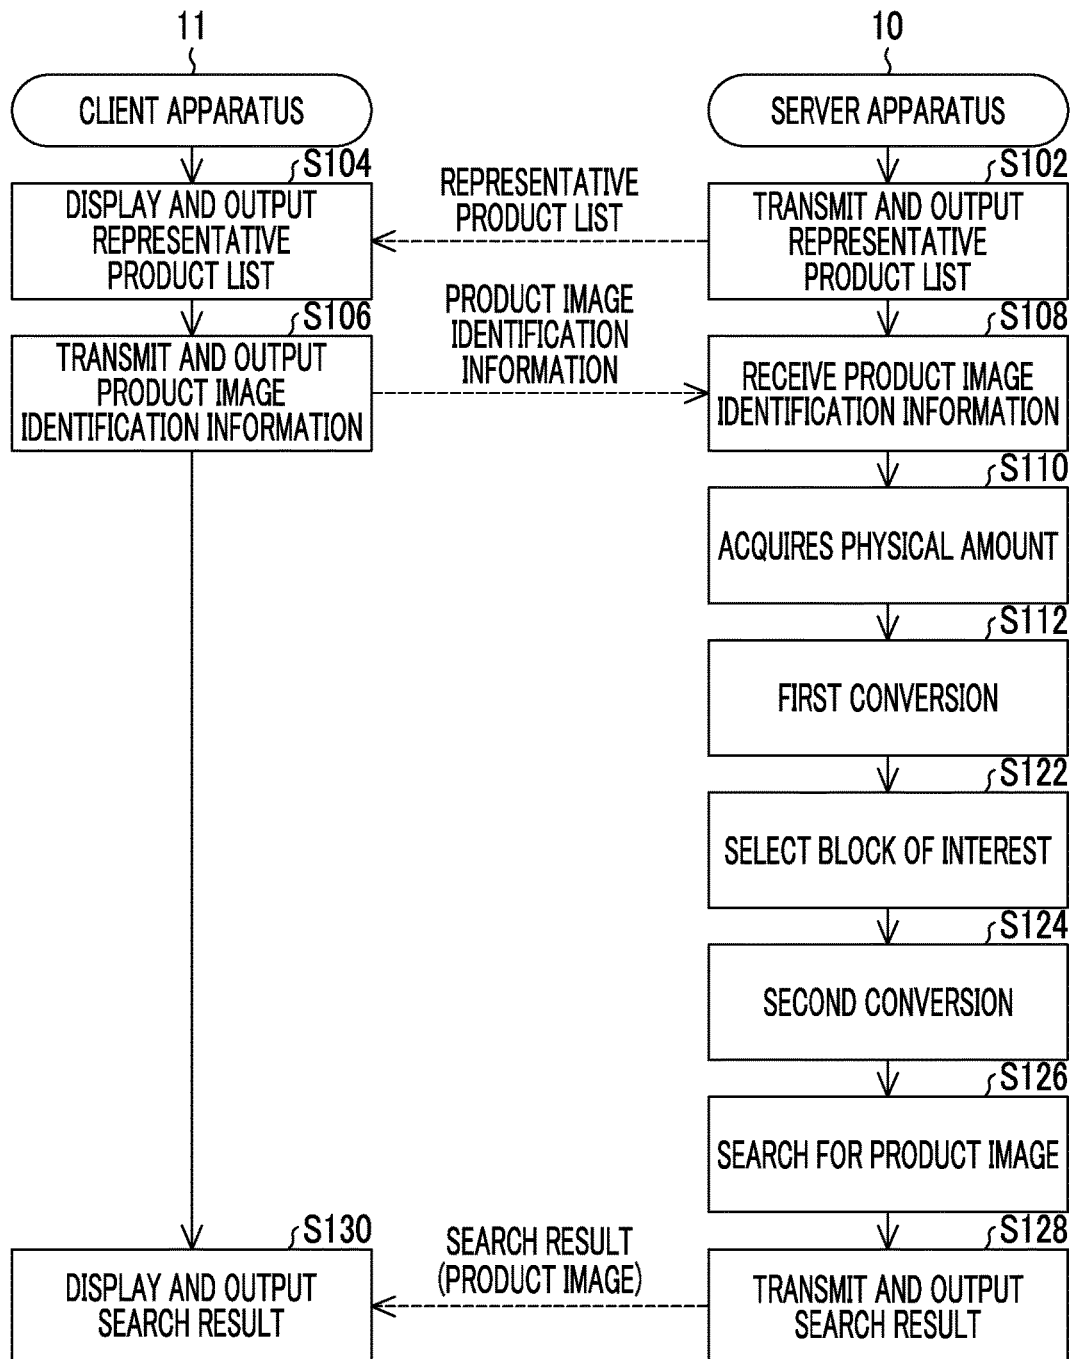 11
10
CLIENT APPARATUS
SERVER APPARATUS
S104
S102
DISPLAY AND OUTPUT
REPRESENTATIVE
PRODUCT LIST
REPRESENTATIVE
PRODUCT LIST
TRANSMIT AND OUTPUT
REPRESENTATIVE
PRODUCT LIST
S106
S108
TRANSMIT AND OUTPUT
PRODUCT IMAGE
IDENTIFICATION INFORMATION
PRODUCT IMAGE
IDENTIFICATION
INFORMATION
RECEIVE PRODUCT IMAGE
IDENTIFICATION INFORMATION
S110
ACQUIRES PHYSICAL AMOUNT
S112
FIRST CONVERSION
S122
SELECT BLOCK OF INTEREST
S124
SECOND CONVERSION
S126
SEARCH FOR PRODUCT IMAGE
S130
S128
DISPLAY AND OUTPUT
SEARCH RESULT
SEARCH RESULT
(PRODUCT IMAGE)
TRANSMIT AND OUTPUT
SEARCH RESULT